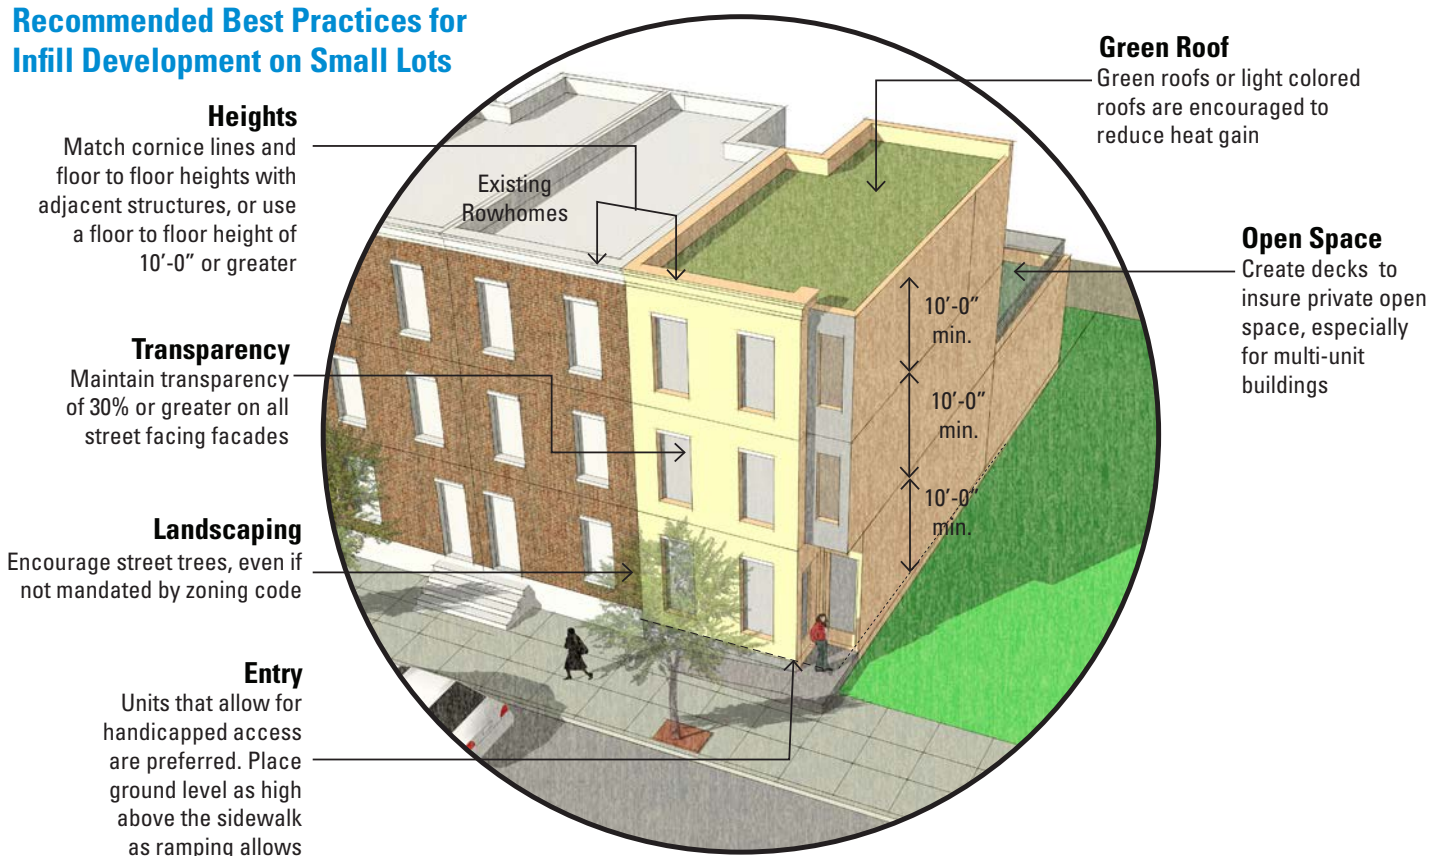 Recommended Best Practices for
Infill Development on Small Lots
Heights
Match cornice lines and
floor to floor heights with
adjacent structures, or use
a floor to floor height of
10’-0” or greater
Transparency
Maintain transparency
of 30% or greater on all
street facing facades
Landscaping
Encourage street trees, even if
not mandated by zoning code
Entry
Units that allow for
handicapped access
are preferred. Place
ground level as high
above the sidewalk
as ramping allows
Existing
Rowhomes
10’-0”
min.
10’-0”
min.
10’-0”
min.
Green Roof
Green roofs or light colored
roofs are encouraged to
reduce heat gain
Open Space
Create decks to
insure private open
space, especially
for multi-unit
buildings